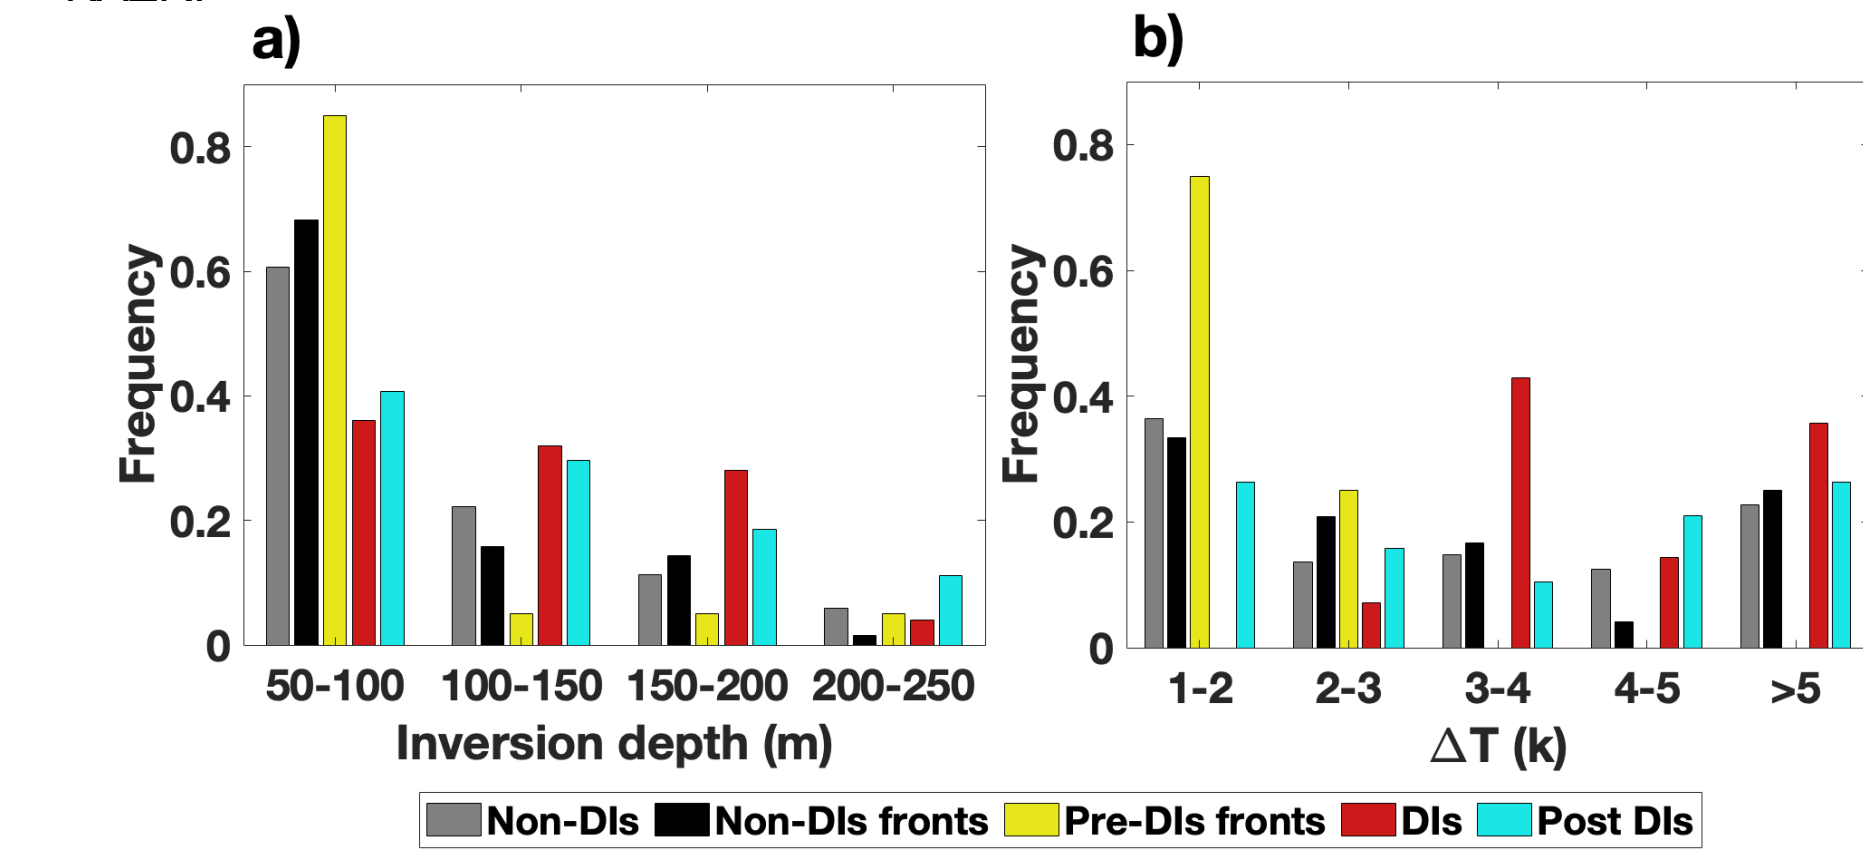 a)
b)
0.8
0.6
0.4
0.2
0
Frequency
50-100 100-150 150-200 200-250
Inversion depth (m)
0.8
0.6
0.4
0.2
0
Frequency
1-2 2-3 3-4 4-5 >5
ΔT (k)
Non-DIs Non-DIs fronts Pre-DIs fronts DIs Post DIs